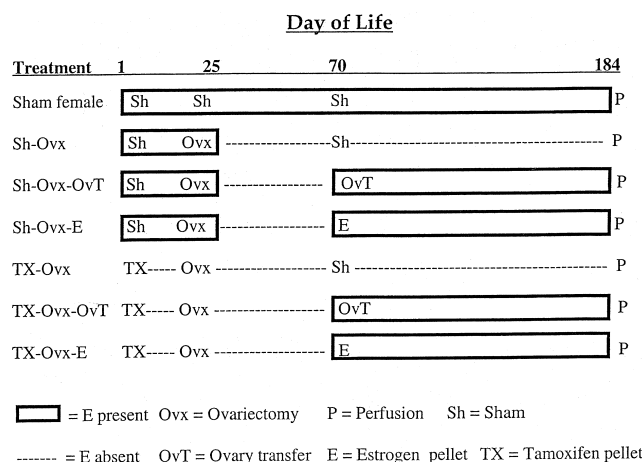 Day of Life
Treatment 1 25 70 184
Sham female Sh Sh Sh P
Sh-Ovx Sh Ovx -----Sh----- P
Sh-Ovx-OvT Sh Ovx ----- OvT P
Sh-Ovx-E Sh Ovx ----- E P
TX-Ovx TX----- Ovx ----- Sh ----- P
TX-Ovx-OvT TX----- Ovx ----- OvT P
TX-Ovx-E TX----- Ovx ----- E P
= E present Ovx = Ovariectomy P = Perfusion Sh = Sham
------- = E absent OvT = Ovary transfer E = Estrogen pellet TX = Tamoxifen pellet